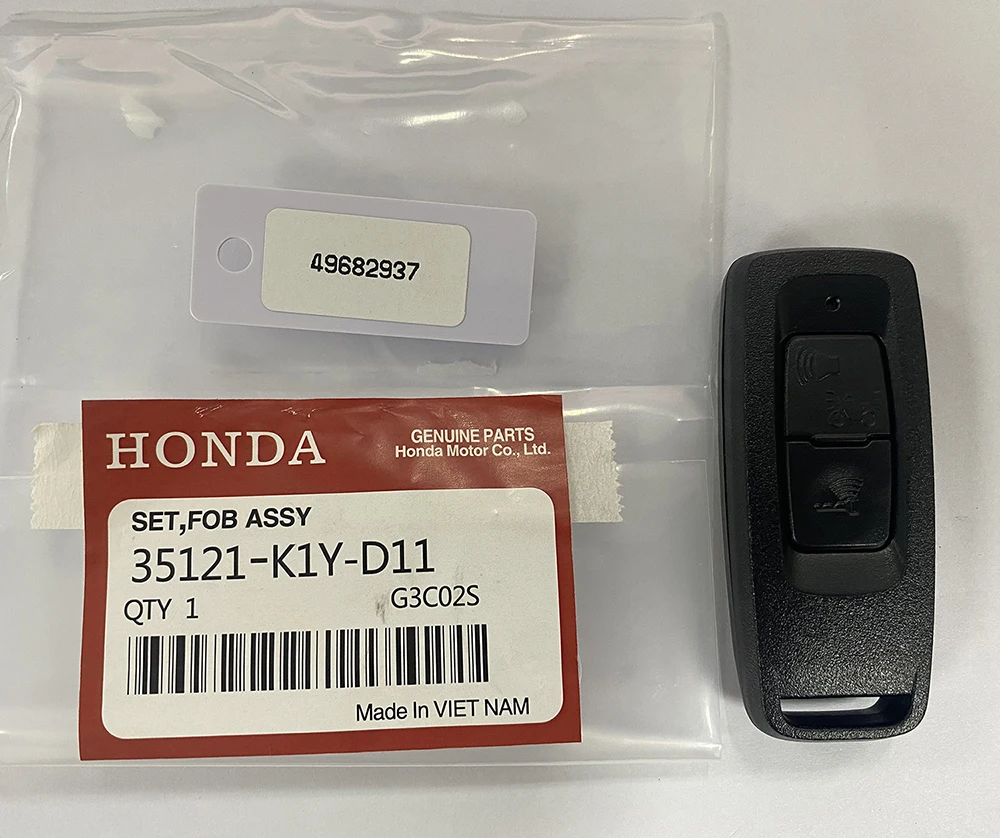 49682937
HONDA
GENUINE PARTS
Honda Motor Co., Ltd.
SET,FOB ASSY
35121-K1Y-D11
QTY 1
G3C02S
Made In VIET NAM